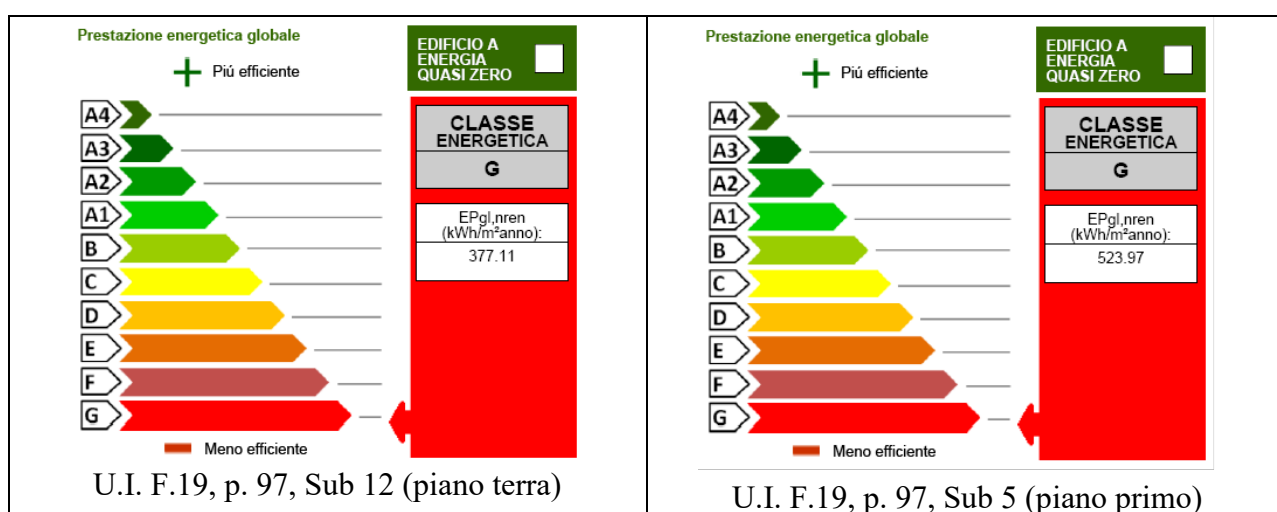 Prestazione energetica globale
+ Piú efficiente
EDIFICIO A
ENERGIA
QUASI ZERO
A4
A3
A2
A1
B
C
D
E
F
G
Meno efficiente
CLASSE
ENERGETICA
G
EPgl,nren
(kWh/m²anno):
377.11
U.I. F.19, p. 97, Sub 12 (piano terra)
Prestazione energetica globale
+ Piú efficiente
EDIFICIO A
ENERGIA
QUASI ZERO
A4
A3
A2
A1
B
C
D
E
F
G
Meno efficiente
CLASSE
ENERGETICA
G
EPgl,nren
(kWh/m²anno):
523.97
U.I. F.19, p. 97, Sub 5 (piano primo)